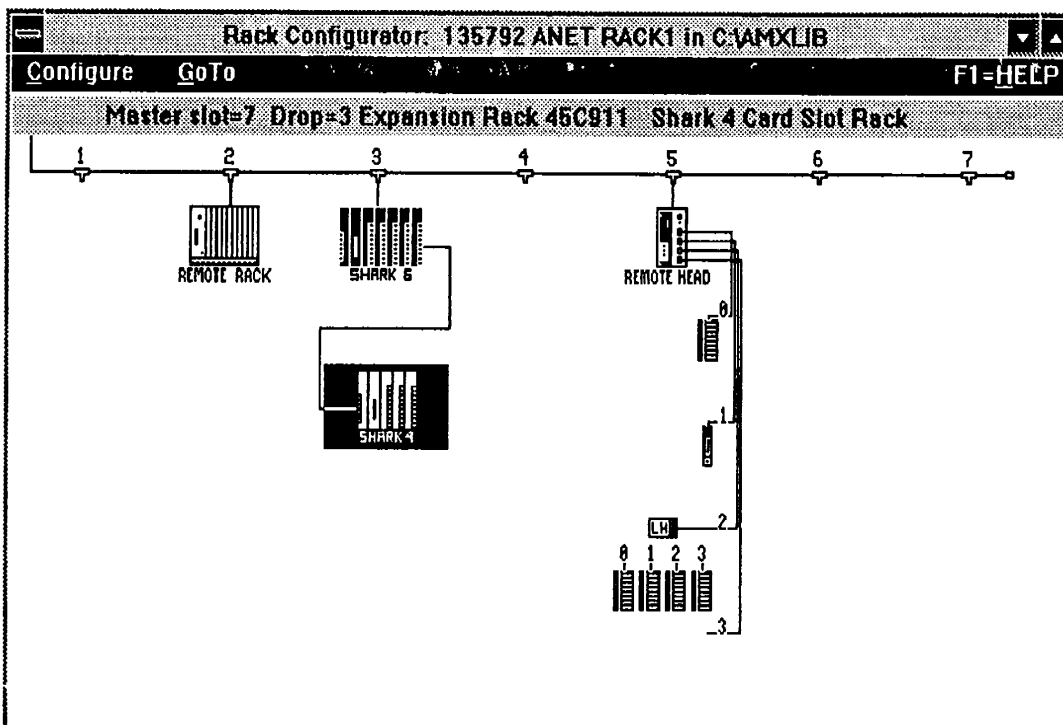 Rack Configurator: 135792 ANET RACK1 in C:\AMXLIB
Configure GoTo F1=HELP
Master slot=7 Drop=3 Expansion Rack 45C911 Shark 4 Card Slot Rack
1 2 3 4 5 6 7
REMOTE RACK SHARK 6 REMOTE HEAD
0
SHARK 4
1
LH 2
0 1 2 3
3